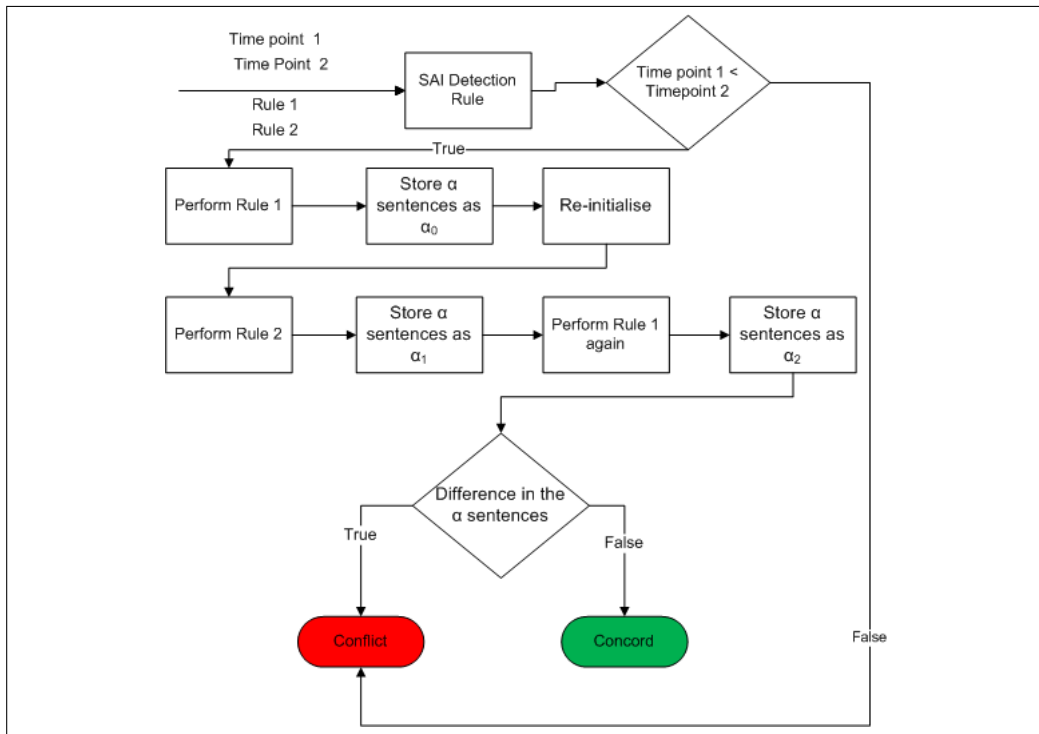 Time point 1
Time Point 2
Rule 1
Rule 2
SAI Detection
Rule
Time point 1 <
Timepoint 2
True
Perform Rule 1
Store α
sentences as
α₀
Re-initialise
Perform Rule 2
Store α
sentences as
α₁
Perform Rule 1
again
Store α
sentences as
α₂
Difference in the
α sentences
True
False
Conflict
Concord
False